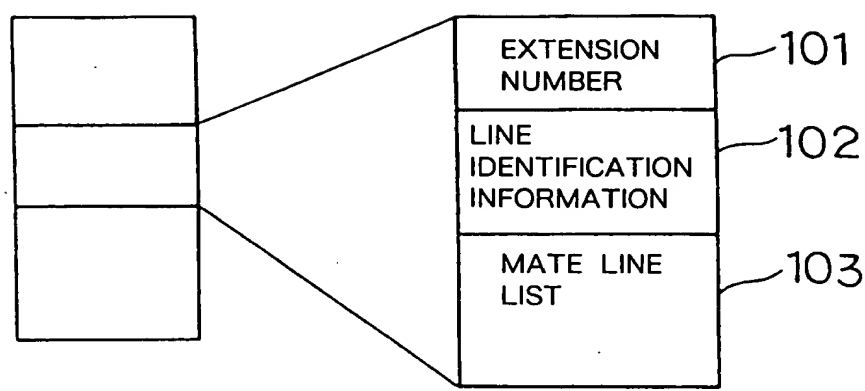 EXTENSION
NUMBER
101
LINE
IDENTIFICATION
INFORMATION
102
MATE LINE
LIST
103